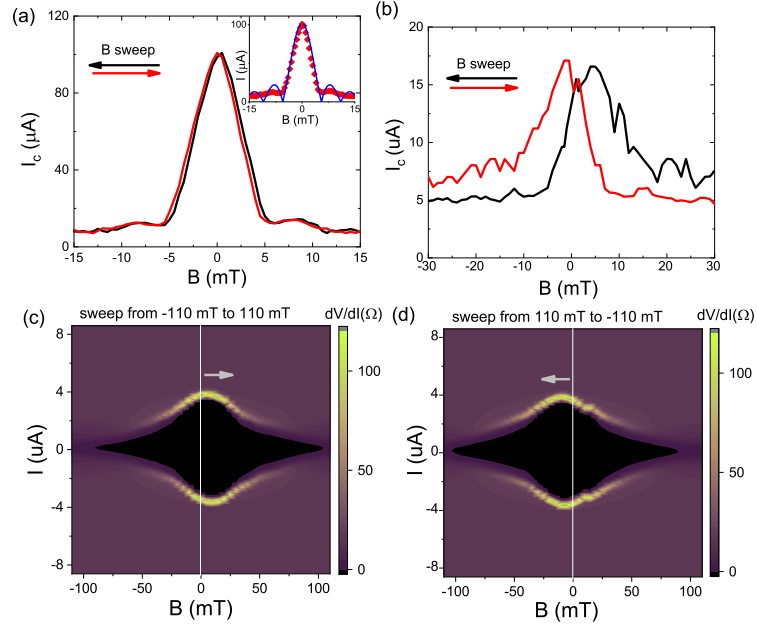 (a)
120
80
40
0
I_c (µA)
B sweep
-15
-10
-5
0
5
10
15
B (mT)
100
0
I (µA)
-15
0
15
B (mT)
(b)
20
15
10
5
0
I_c (uA)
B sweep
-30
-20
-10
0
10
20
30
B (mT)
(c)
sweep from -110 mT to 110 mT
dV/dI(Ω)
8
4
0
-4
-8
I (uA)
-100
-50
0
50
100
B (mT)
100
50
0
(d)
sweep from 110 mT to -110 mT
dV/dI(Ω)
8
4
0
-4
-8
I (uA)
-100
-50
0
50
100
B (mT)
100
50
0